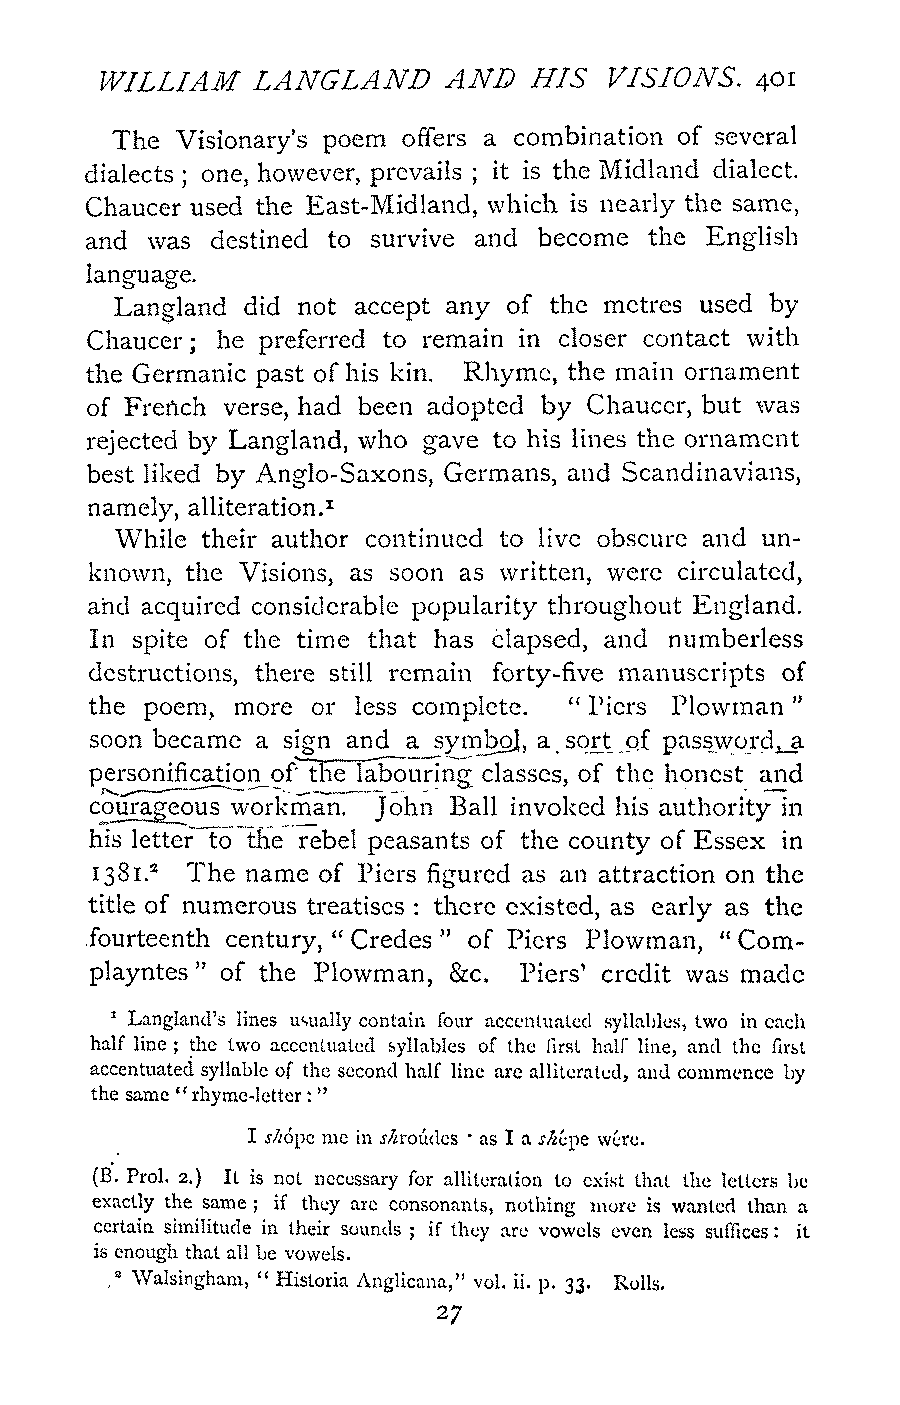 WILLIAM LANGLAND AND HIS VISIONS. 401
The Visionary's poem offers a combination of several
dialects ; one, however, prevails ; it is the Midland dialect.
Chaucer used the East-Midland, which is nearly the same,
and was destined to survive and become the English
language.
Langland did not accept any of the metres used by
Chaucer ; he preferred to remain in closer contact with
the Germanic past of his kin. Rhyme, the main ornament
of French verse, had been adopted by Chaucer, but was
rejected by Langland, who gave to his lines the ornament
best liked by Anglo-Saxons, Germans, and Scandinavians,
namely, alliteration.¹
While their author continued to live obscure and un-
known, the Visions, as soon as written, were circulated,
and acquired considerable popularity throughout England.
In spite of the time that has elapsed, and numberless
destructions, there still remain forty-five manuscripts of
the poem, more or less complete. “ Piers Plowman ”
soon became a sign and a symbol, a sort of password, a
personification of the labouring classes, of the honest and
courageous workman. John Ball invoked his authority in
his letter to the rebel peasants of the county of Essex in
1381.² The name of Piers figured as an attraction on the
title of numerous treatises : there existed, as early as the
fourteenth century, “ Credes ” of Piers Plowman, “ Com-
playntes ” of the Plowman, &c. Piers' credit was made
¹ Langland's lines usually contain four accentuated syllables, two in each
half line ; the two accentuated syllables of the first half line, and the first
accentuated syllable of the second half line are alliterated, and commence by
the same “ rhyme-letter : ”
I shópe me in shroúdes · as I a shépe wére.
(B. Prol. 2.) It is not necessary for alliteration to exist that the letters be
exactly the same ; if they are consonants, nothing more is wanted than a
certain similitude in their sounds ; if they are vowels even less suffices : it
is enough that all be vowels.
² Walsingham, “ Historia Anglicana,” vol. ii. p. 33. Rolls.
27